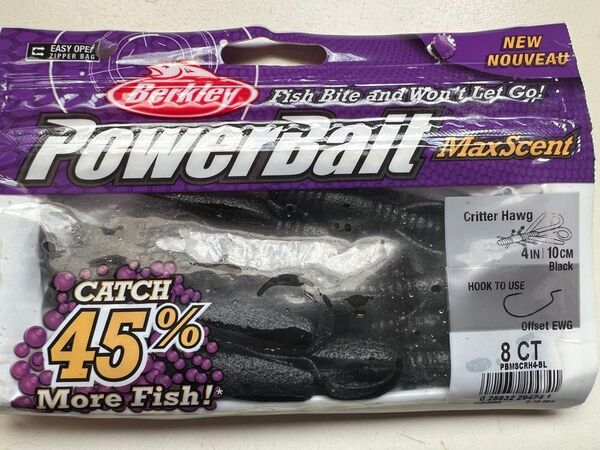 EASY OPEN
ZIPPER BAG
NEW
NOUVEAU
Berkley
Fish Bite and Won't Let Go!
PowerBait
MaxScent
Critter Hawg
4 IN | 10 CM
Black
HOOK TO USE
Offset EWG
CATCH
45%
More Fish!*
8 CT
PBMSCRH4-BL
0 28632 29474 1